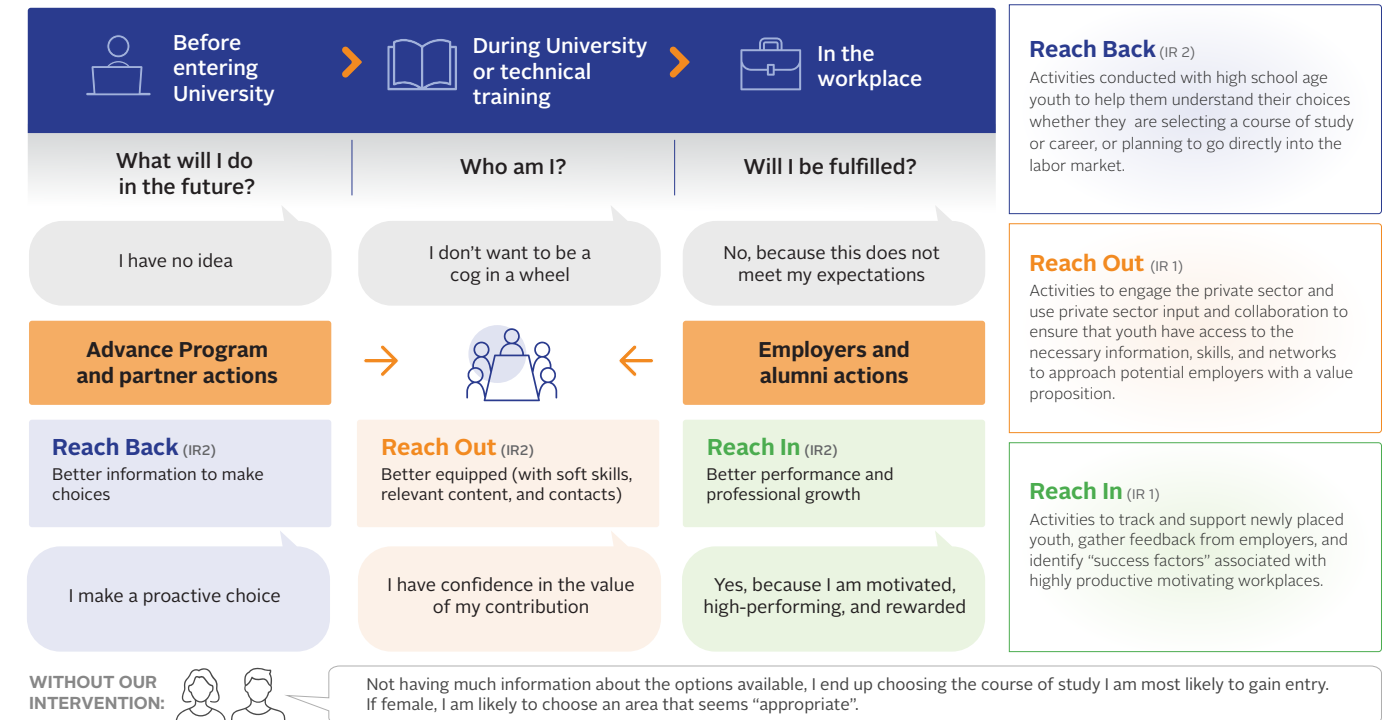 Before
entering
University
During University
or technical
training
In the
workplace
What will I do
in the future?
Who am I?
Will I be fulfilled?
I have no idea
I don’t want to be a
cog in a wheel
No, because this does not
meet my expectations
Advance Program
and partner actions
Employers and
alumni actions
Reach Back (IR2)
Better information to make
choices
Reach Out (IR2)
Better equipped (with soft skills,
relevant content, and contacts)
Reach In (IR2)
Better performance and
professional growth
I make a proactive choice
I have confidence in the value
of my contribution
Yes, because I am motivated,
high-performing, and rewarded
Reach Back (IR 2)
Activities conducted with high school age
youth to help them understand their choices
whether they are selecting a course of study
or career, or planning to go directly into the
labor market.
Reach Out (IR 1)
Activities to engage the private sector and
use private sector input and collaboration to
ensure that youth have access to the
necessary information, skills, and networks
to approach potential employers with a value
proposition.
Reach In (IR 1)
Activities to track and support newly placed
youth, gather feedback from employers, and
identify “success factors” associated with
highly productive motivating workplaces.
WITHOUT OUR
INTERVENTION:
Not having much information about the options available, I end up choosing the course of study I am most likely to gain entry.
If female, I am likely to choose an area that seems “appropriate”.